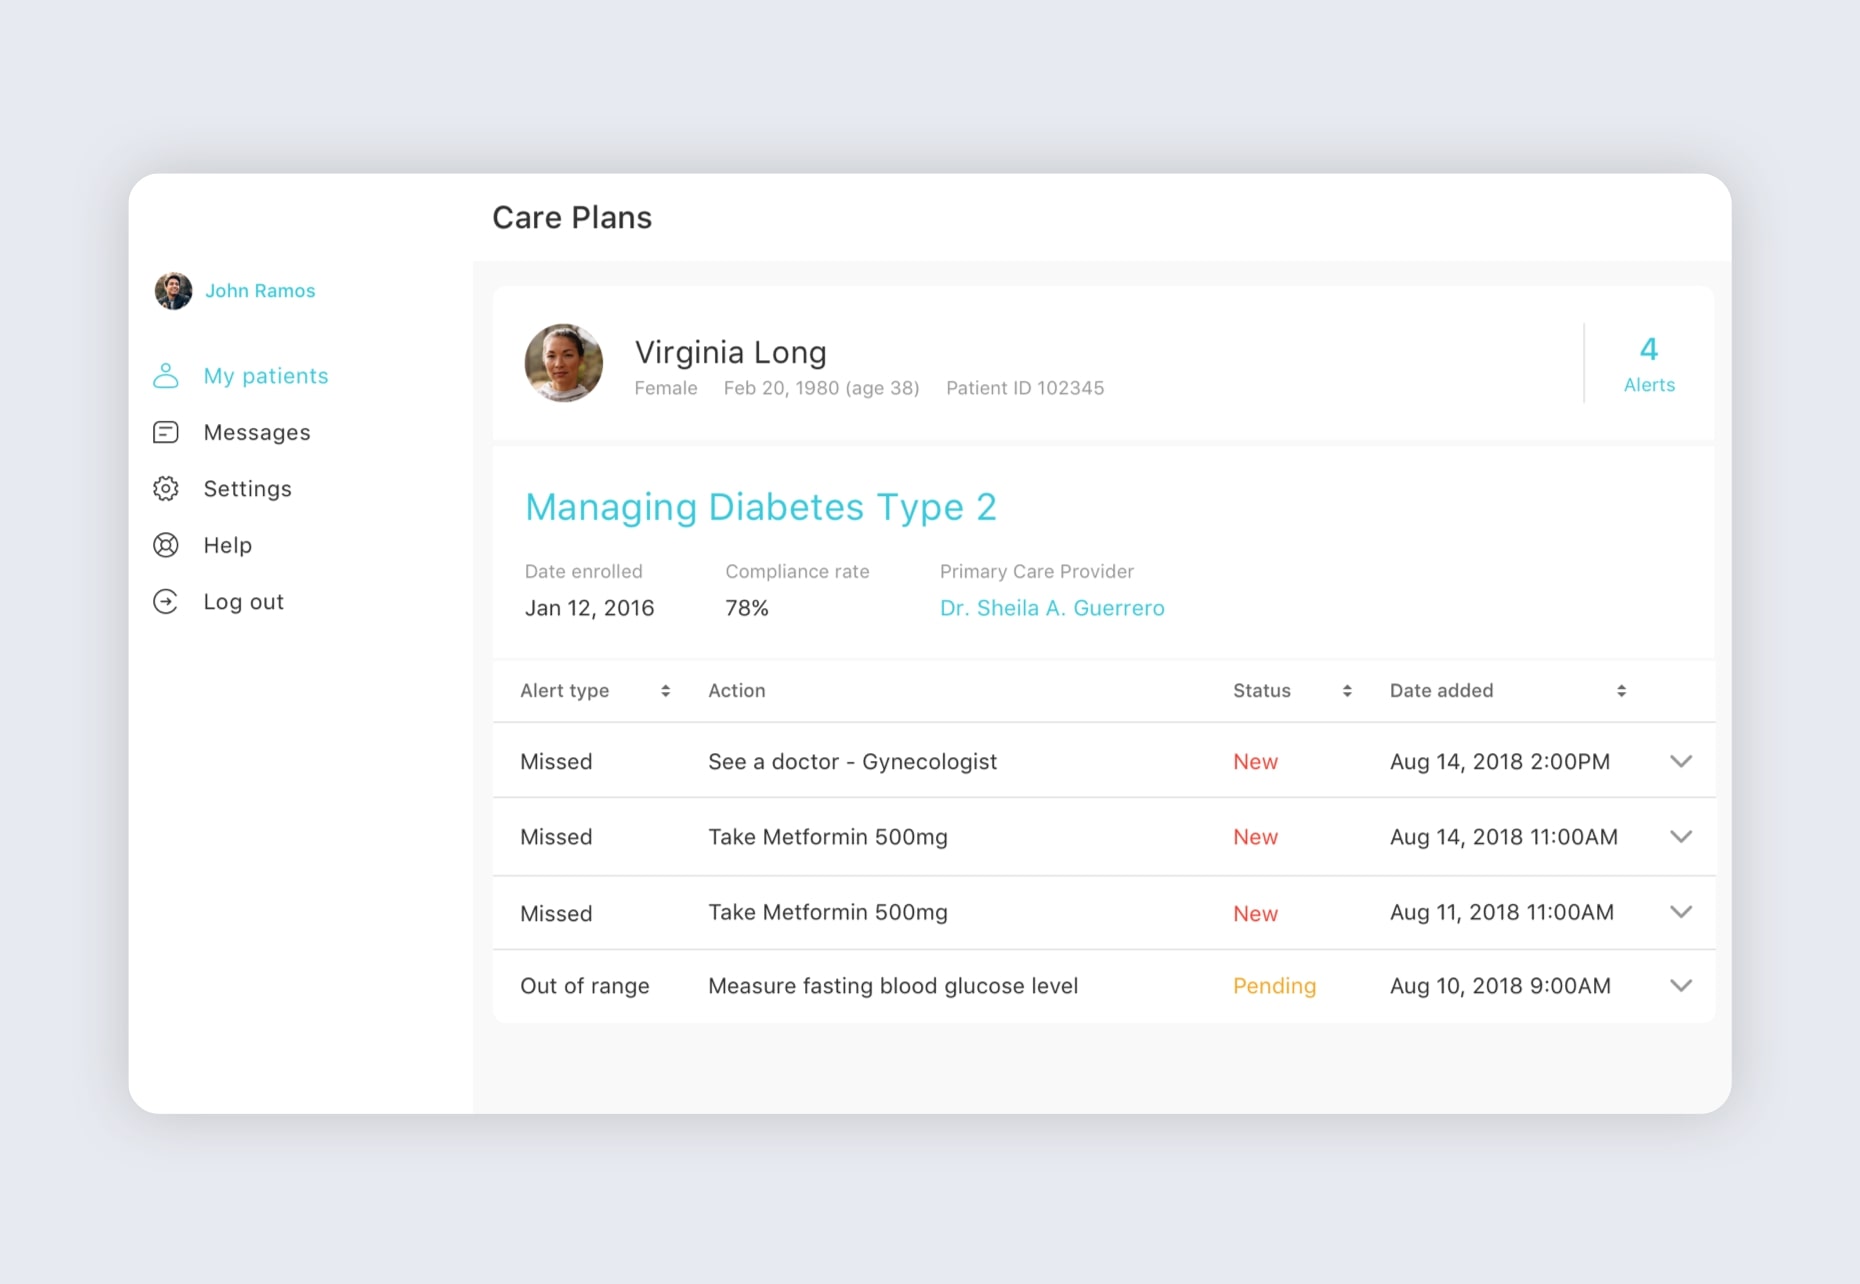 Care Plans
John Ramos
My patients
Messages
Settings
Help
Log out
Virginia Long
Female Feb 20, 1980 (age 38) Patient ID 102345
4
Alerts
Managing Diabetes Type 2
Date enrolled Compliance rate Primary Care Provider
Jan 12, 2016 78% Dr. Sheila A. Guerrero
Alert type Action Status Date added
Missed See a doctor - Gynecologist New Aug 14, 2018 2:00PM
Missed Take Metformin 500mg New Aug 14, 2018 11:00AM
Missed Take Metformin 500mg New Aug 11, 2018 11:00AM
Out of range Measure fasting blood glucose level Pending Aug 10, 2018 9:00AM